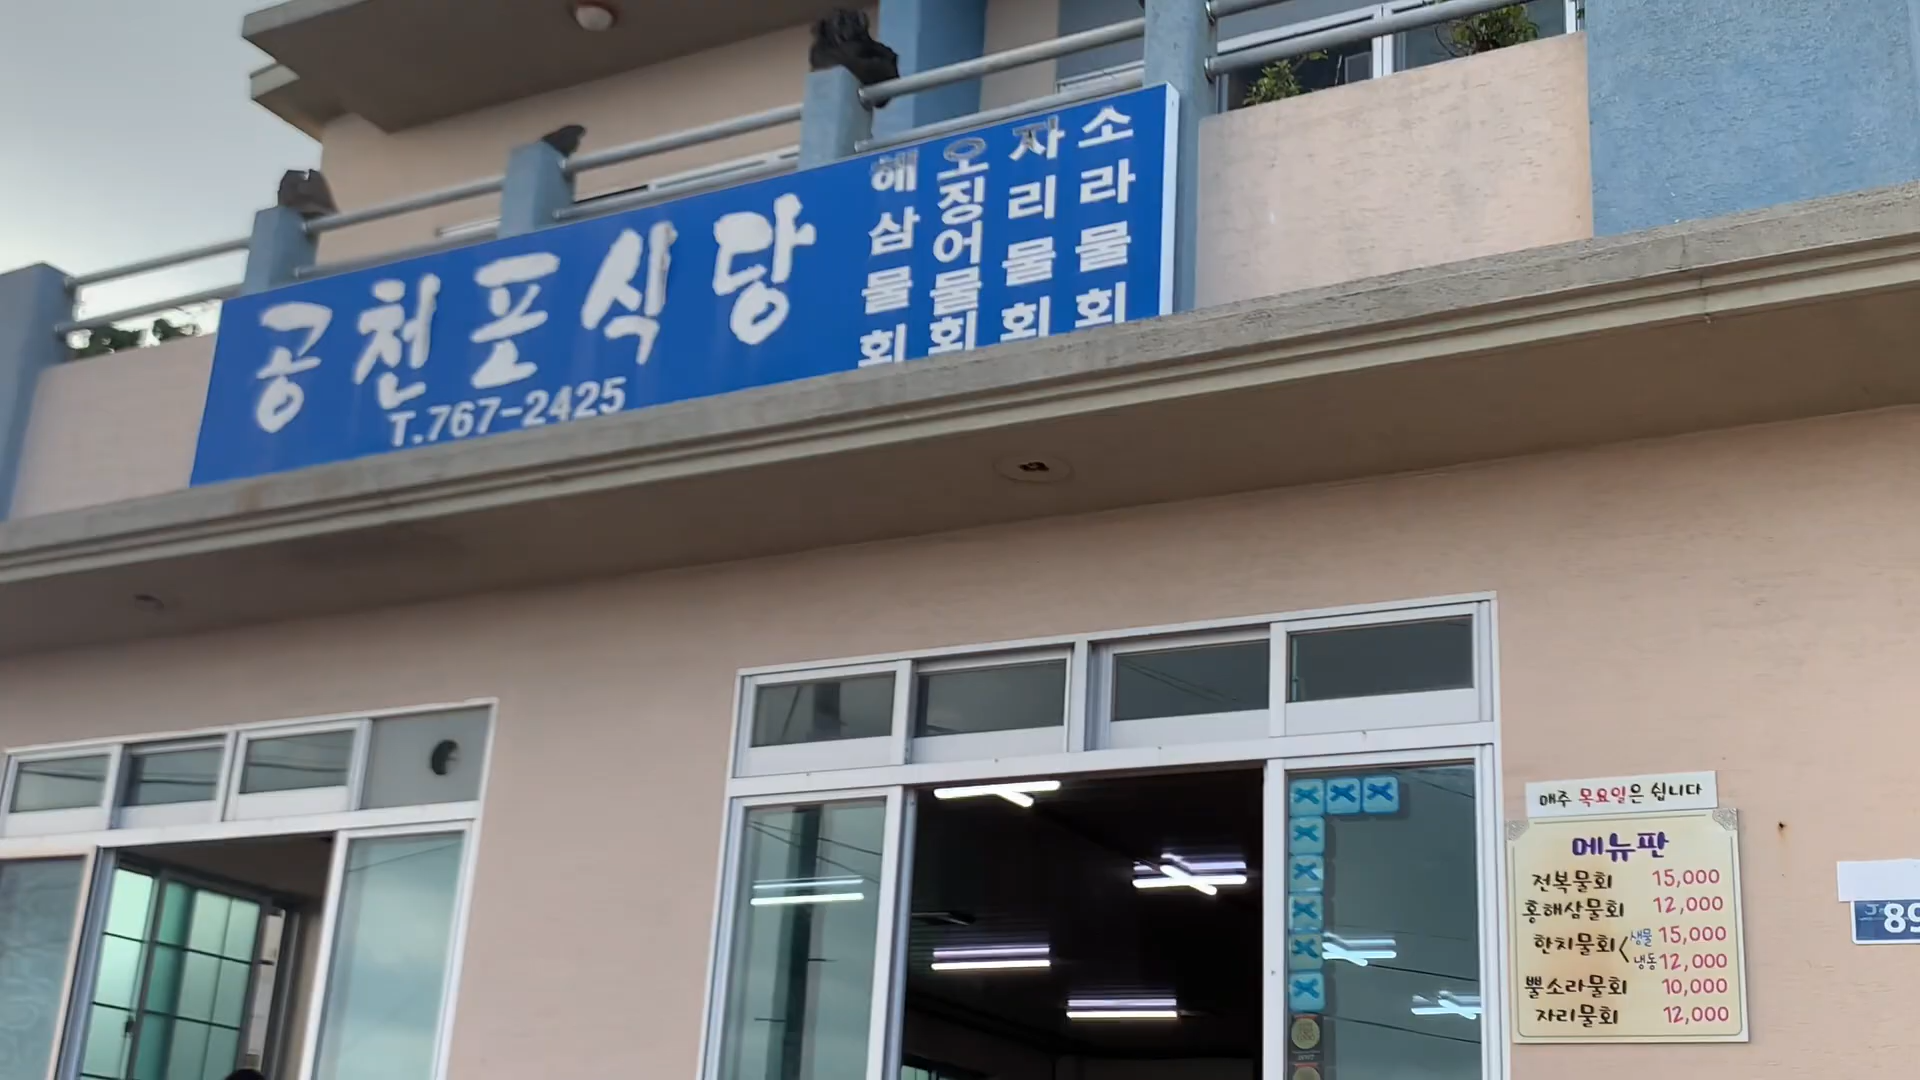 공천포식당
T.767-2425
해삼물회
오징어물회
자리물회
소라물회
매주 목요일은 쉽니다
메뉴판
전복물회 15,000
홍해삼물회 12,000
한치물회 생물 15,000
냉동 12,000
뿔소라물회 10,000
자리물회 12,000
89